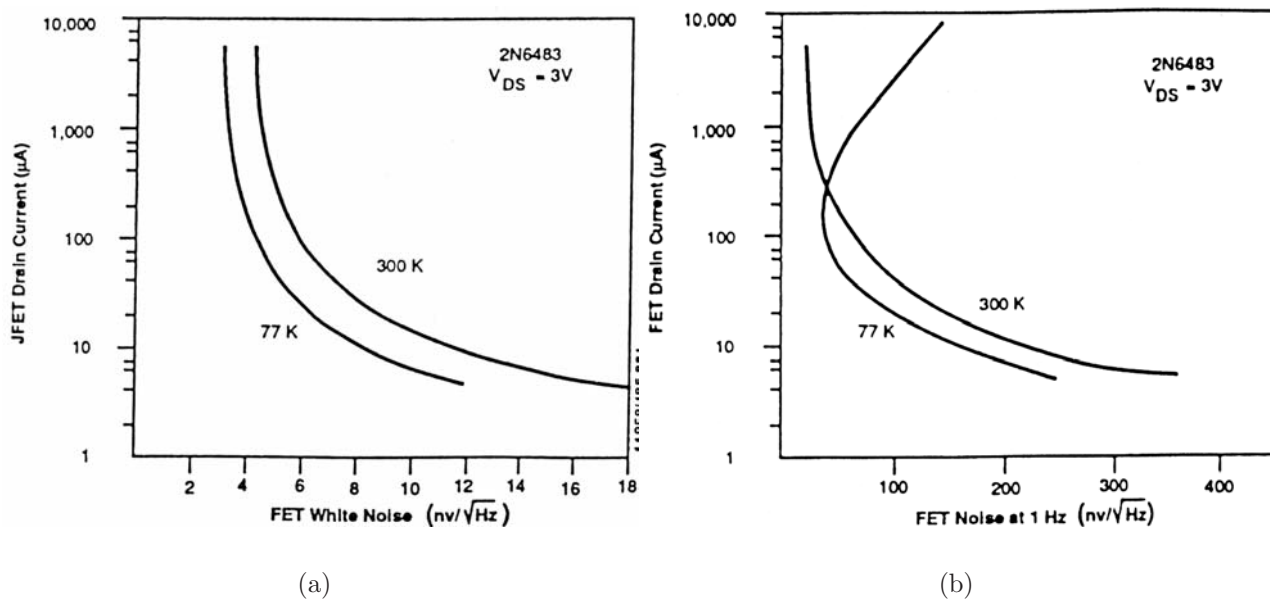 10,000
1,000
100
10
1
JFET Drain Current (μA)
2N6483
V_DS = 3V
300 K
77 K
2 4 6 8 10 12 14 16 18
FET White Noise (nv/√Hz)
(a)
10,000
1,000
100
10
1
FET Drain Current (μA)
2N6483
V_DS = 3V
300 K
77 K
100 200 300 400
FET Noise at 1 Hz (nv/√Hz)
(b)